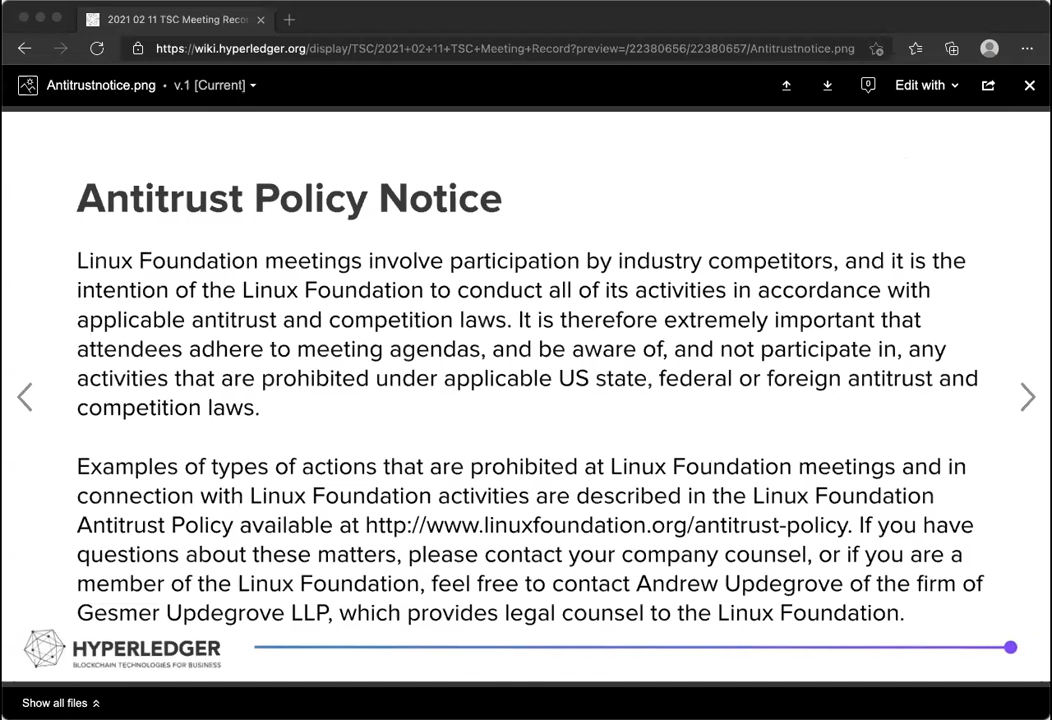 2021 02 11 TSC Meeting Reco
https://wiki.hyperledger.org/display/TSC/2021+02+11+TSC+Meeting+Record?preview=/22380656/22380657/Antitrustnotice.png
Antitrustnotice.png v.1 [Current] 0 Edit with
Antitrust Policy Notice
Linux Foundation meetings involve participation by industry competitors, and it is the
intention of the Linux Foundation to conduct all of its activities in accordance with
applicable antitrust and competition laws. It is therefore extremely important that
attendees adhere to meeting agendas, and be aware of, and not participate in, any
activities that are prohibited under applicable US state, federal or foreign antitrust and
competition laws.
Examples of types of actions that are prohibited at Linux Foundation meetings and in
connection with Linux Foundation activities are described in the Linux Foundation
Antitrust Policy available at http://www.linuxfoundation.org/antitrust-policy. If you have
questions about these matters, please contact your company counsel, or if you are a
member of the Linux Foundation, feel free to contact Andrew Updegrove of the firm of
Gesmer Updegrove LLP, which provides legal counsel to the Linux Foundation.
HYPERLEDGER
BLOCKCHAIN TECHNOLOGIES FOR BUSINESS
Show all files